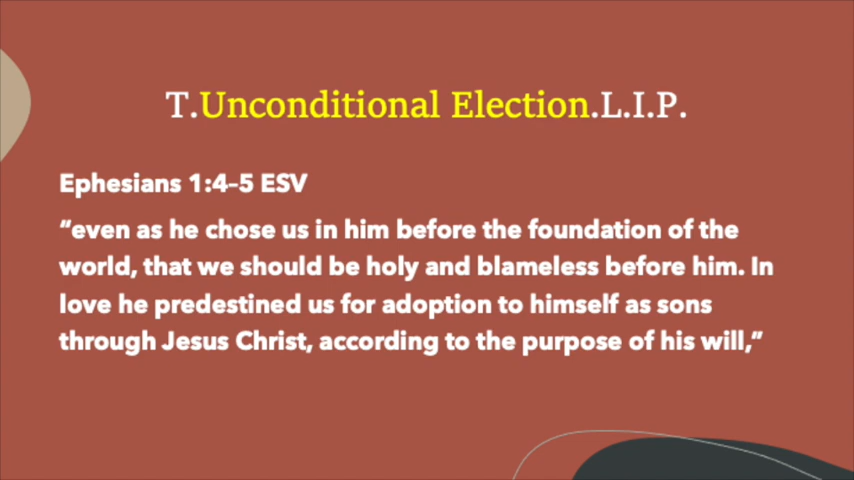 T.Unconditional Election.L.I.P.
Ephesians 1:4–5 ESV
“even as he chose us in him before the foundation of the
world, that we should be holy and blameless before him. In
love he predestined us for adoption to himself as sons
through Jesus Christ, according to the purpose of his will,”